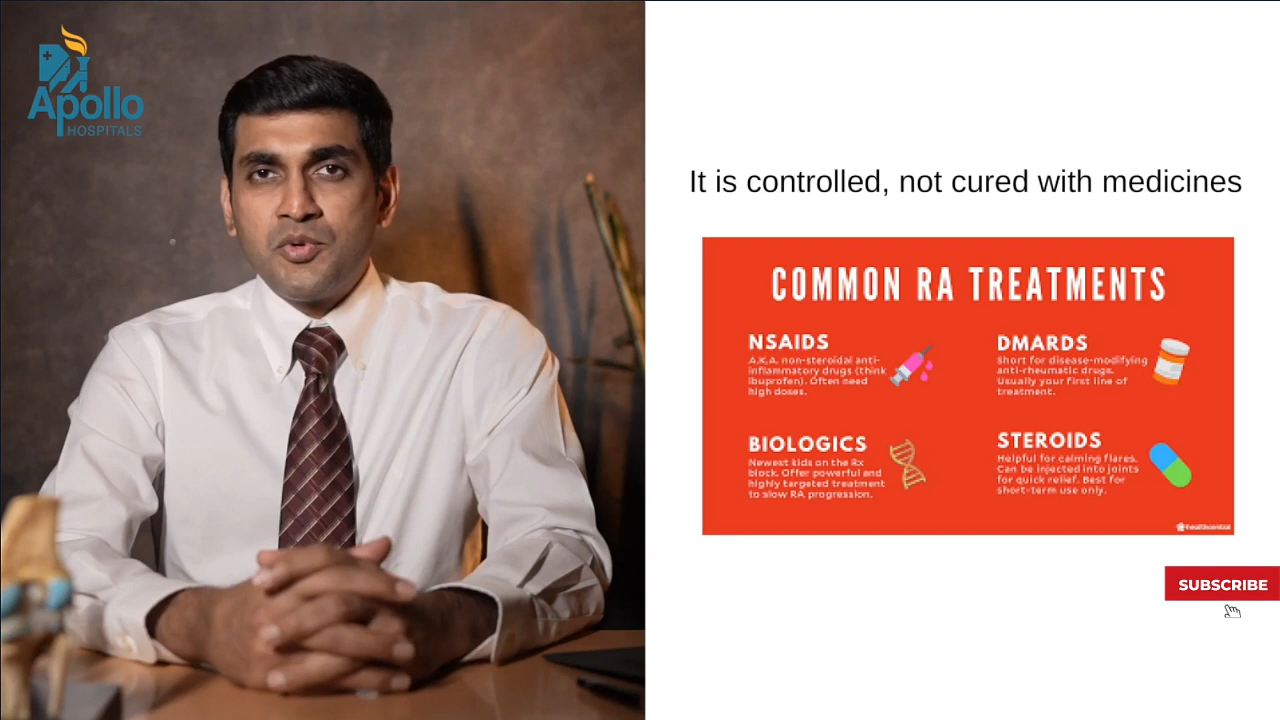 Apollo
HOSPITALS
It is controlled, not cured with medicines
COMMON RA TREATMENTS
NSAIDS
A.K.A. non-steroidal anti-
inflammatory drugs (think
ibuprofen). Often need
high doses.
DMARDS
Short for disease-modifying
anti-rheumatic drugs.
Usually your first line of
treatment.
BIOLOGICS
Newest kids on the Rx
block. Offer powerful and
highly targeted treatment
to slow RA progression.
STEROIDS
Helpful for calming flares.
Can be injected into joints
for quick relief. Best for
short-term use only.
healthcentral
SUBSCRIBE